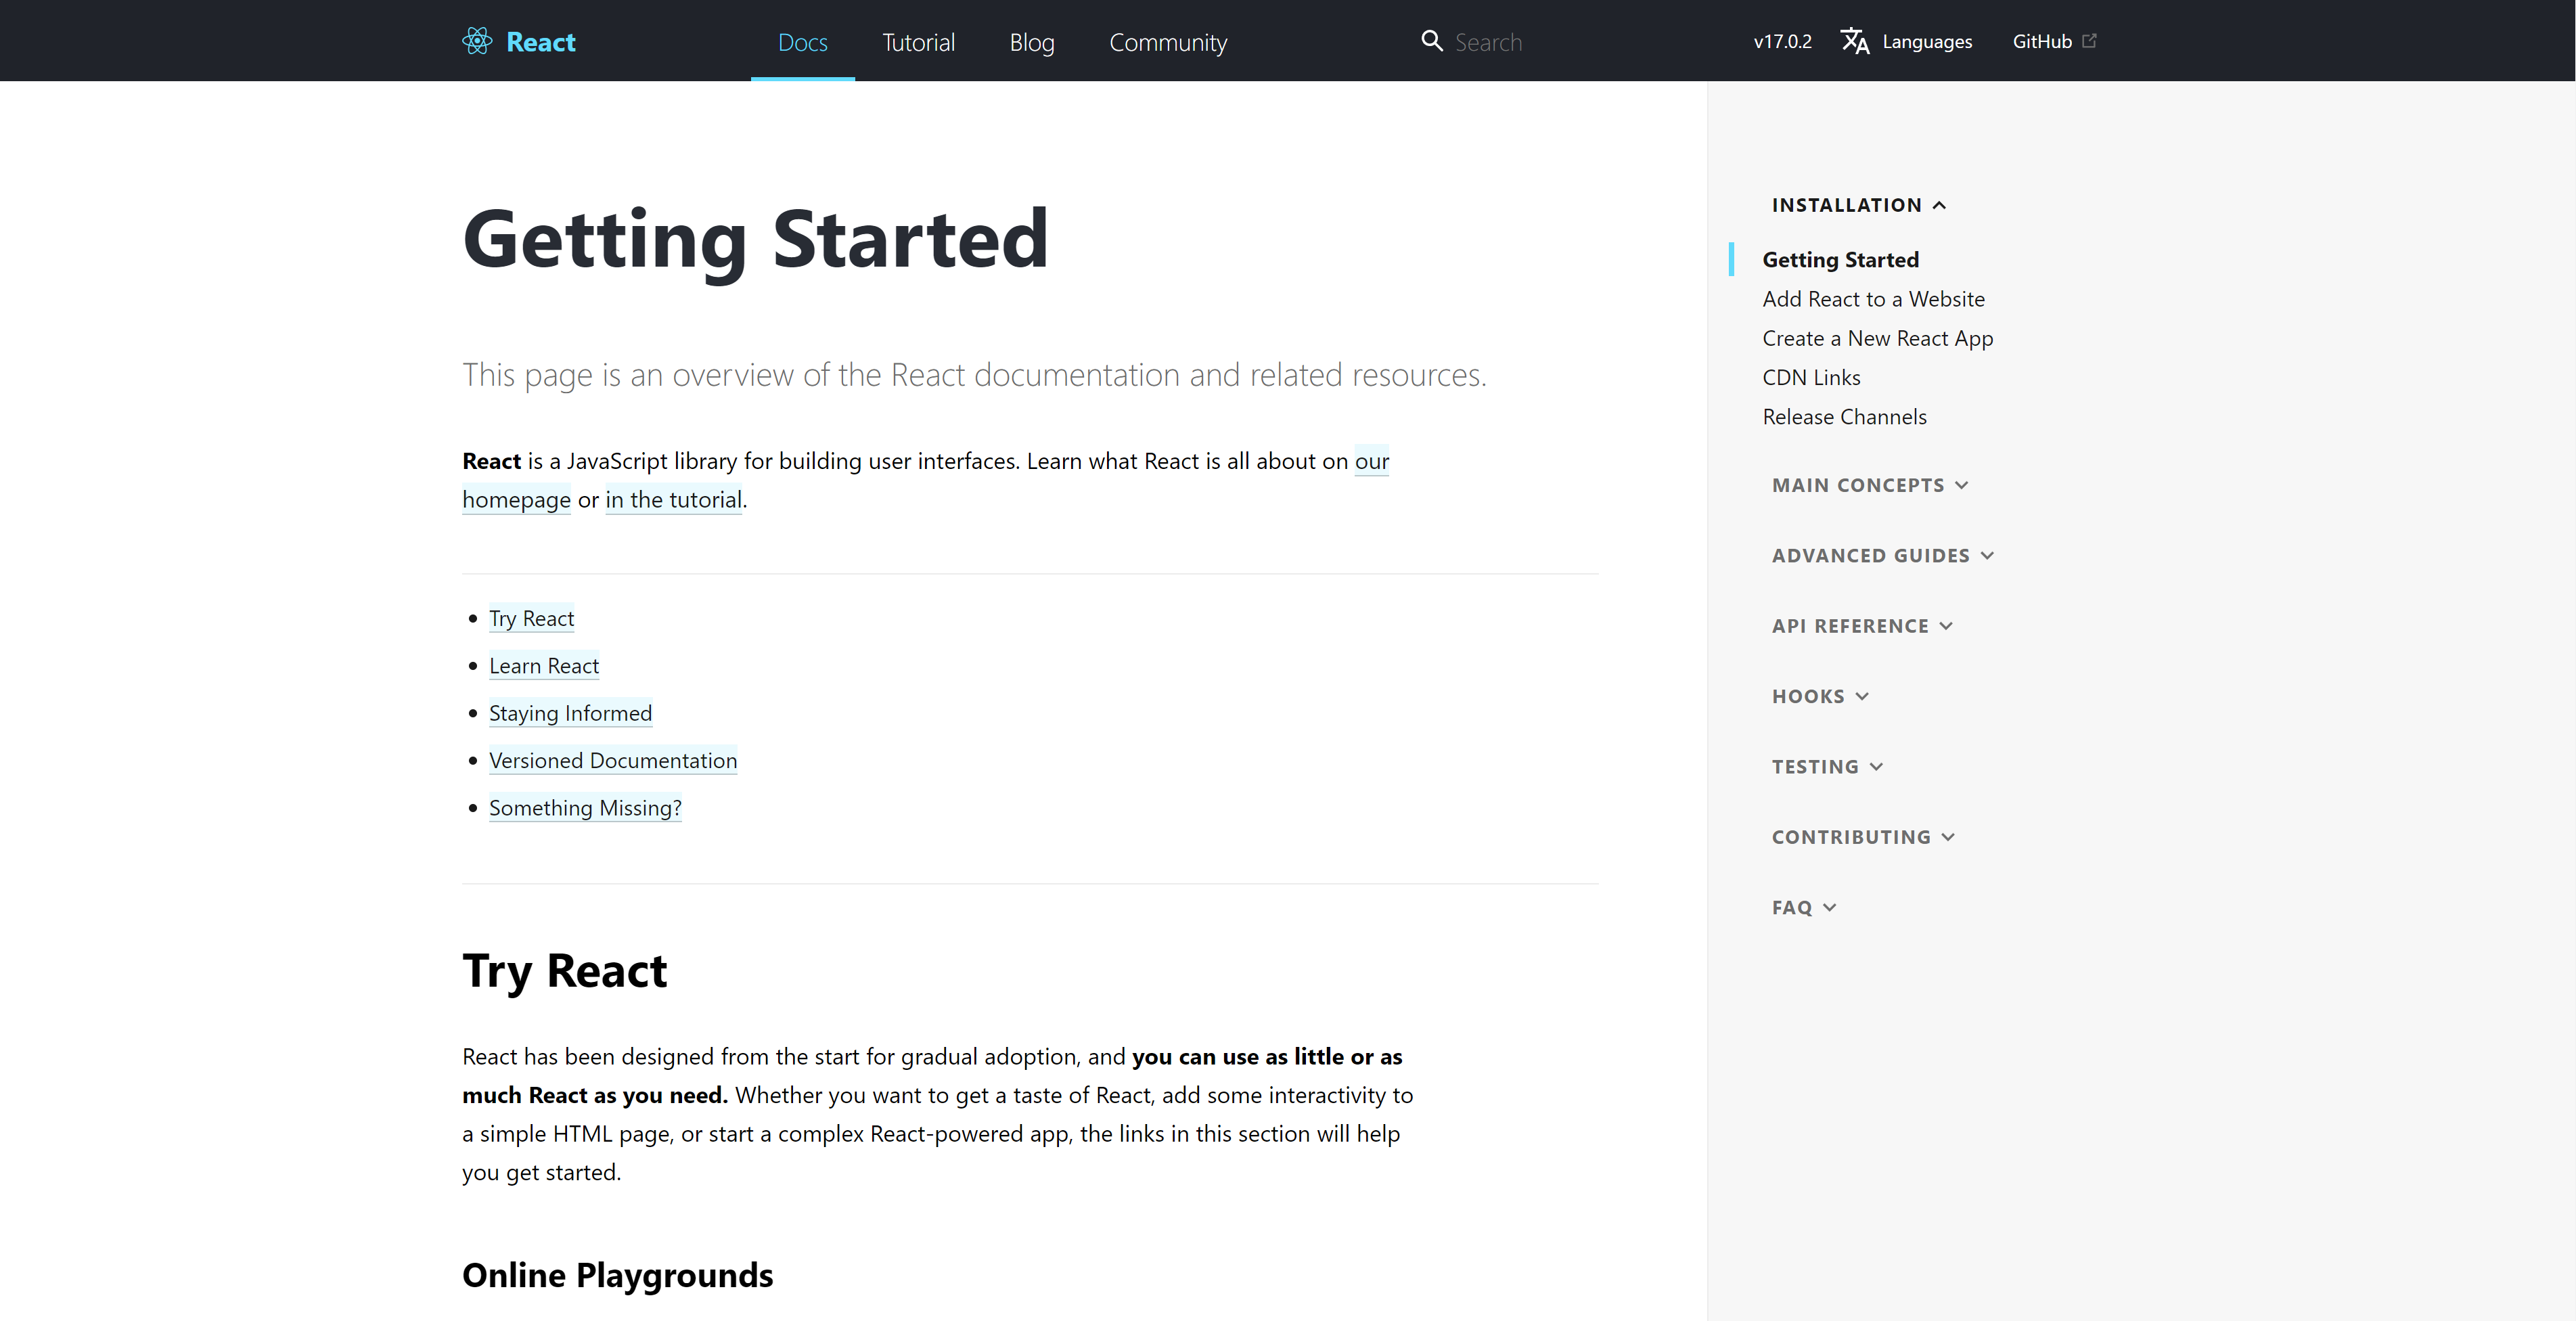 React
Docs
Tutorial
Blog
Community
Search
v17.0.2
Languages
GitHub
Getting Started
This page is an overview of the React documentation and related resources.
React is a JavaScript library for building user interfaces. Learn what React is all about on our
homepage or in the tutorial.
Try React
Learn React
Staying Informed
Versioned Documentation
Something Missing?
Try React
React has been designed from the start for gradual adoption, and you can use as little or as
much React as you need. Whether you want to get a taste of React, add some interactivity to
a simple HTML page, or start a complex React-powered app, the links in this section will help
you get started.
Online Playgrounds
INSTALLATION
Getting Started
Add React to a Website
Create a New React App
CDN Links
Release Channels
MAIN CONCEPTS
ADVANCED GUIDES
API REFERENCE
HOOKS
TESTING
CONTRIBUTING
FAQ